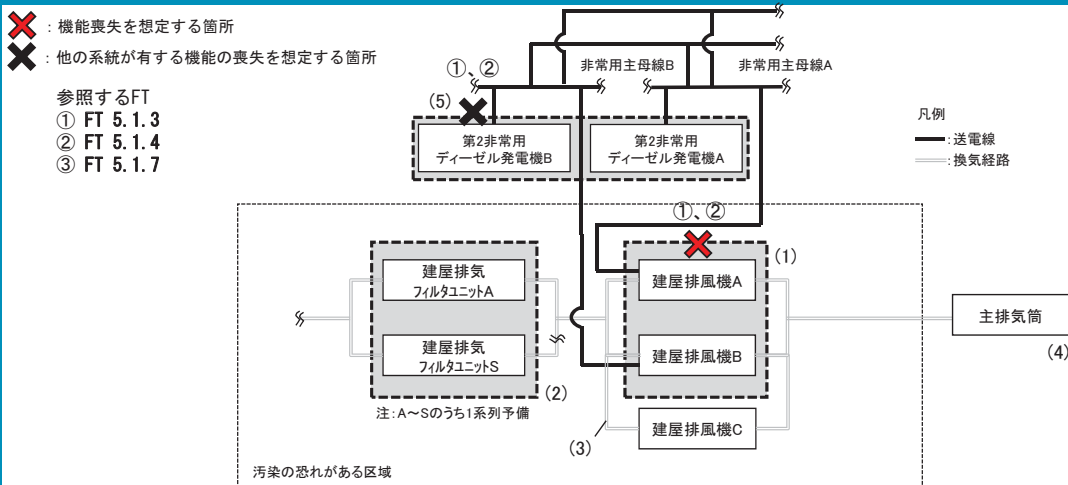 ：機能喪失を想定する箇所
：他の系統が有する機能の喪失を想定する箇所
参照するFT
① FT 5.1.3
② FT 5.1.4
③ FT 5.1.7
①、②
非常用主母線B
非常用主母線A
(5)
第2非常用
ディーゼル発電機B
第2非常用
ディーゼル発電機A
凡例
：送電線
：換気経路
①、②
(1)
建屋排気
フィルタユニットA
建屋排風機A
主排気筒
(4)
建屋排気
フィルタユニットS
建屋排風機B
(2)
注：A～Sのうち1系列予備
(3)
建屋排風機C
汚染の恐れがある区域